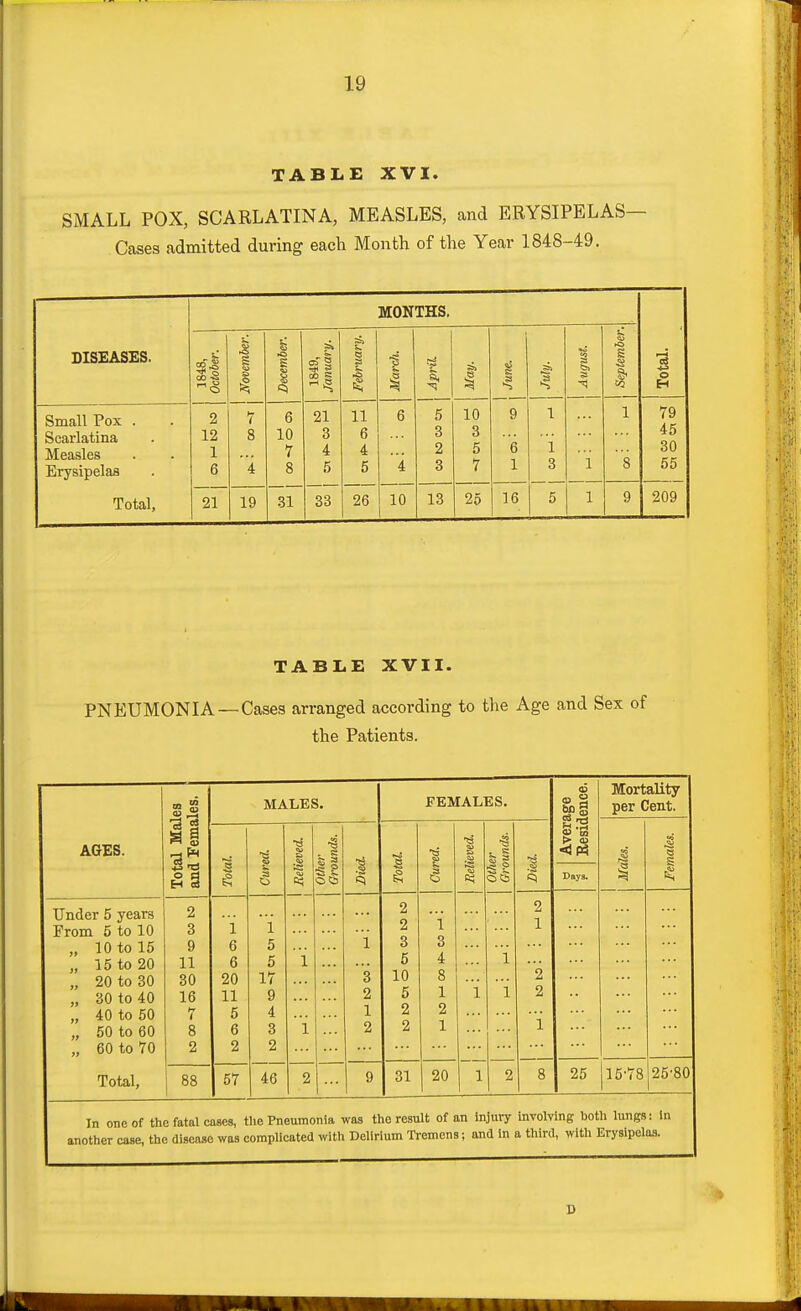 19
TABLE XVI.
SMALL POX, SCARLATINA, MEASLES, and ERYSIPELAS—
Cases admitted during each Month of the Year 1848-49.
DISEASES. MONTHS. Total.
1848, October. November. December. 1849, January. February. March. April. May. June. July. August. September.
Small Pox . . 2 7 6 21 11 6 5 10 9 1 ... 1 79
Scarlatina . 12 8 10 3 6 ... 3 3 ... ... ... ... 45
Measles . . 1 ... 7 4 4 ... 2 5 6 1 ... ... 30
Erysipelas . 6 4 8 5 5 4 3 7 1 3 1 8 55
Total, 21 19 31 33 26 10 13 25 16 5 1 9 209
TABLE XVII.
PNEUMONIA—Cases arranged according to the Age and Sex of
the Patients.
AGES. Total Males and Females. MALES. FEMALES. Average Residence. Mortality per Cent.
Total. Cured. Relieved. Other Grounds. Died. Total. Cured. Relieved. Other Grounds. Died. Days. Males. Females.
Under 5 years 2 ... ... ... ... ... 2 ... ... ... 2 ... ... ...
From 5 to 10 3 1 1 ... ... ... 2 1 ... ... 1 ... ... ...
„ 10 to 15 9 6 5 ... ... 1 3 3 ... ... ... ... ... ...
„ 15 to 20 11 6 5 1 ... ... 5 4 ... 1 ... ... ... ...
„ 20 to 30 30 20 17 ... ... 3 10 8 ... ... 2 ... ... ...
„ 30 to 40 16 11 9 ... ... 2 5 1 1 1 2 .. ... ...
„ 40 to 50 7 5 4 ... ... 1 2 2 ... ... ... ... ... ...
„ 50 to 60 8 6 3 1 ... 2 2 1 ... ... 1 ... ... ...
„ 60 to 70 2 2 2 ... ... ... ... ... ... ... ... ... ... ...
Total, 88 57 46 2 ... 9 31 20 1 2 8 25 15·78 25·80
In one of the fatal cases, the Pneumonia was the result of an injury involving both lungs: in
another case, the disease was complicated with Delirium Tremens; and in a third, with Erysipelas.
D